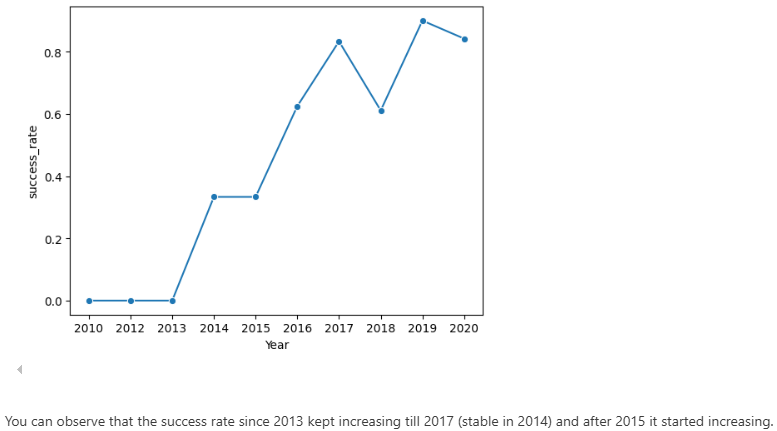 0.8
0.6
0.4
0.2
0.0
success_rate
2010 2012 2013 2014 2015 2016 2017 2018 2019 2020
Year
You can observe that the success rate since 2013 kept increasing till 2017 (stable in 2014) and after 2015 it started increasing.